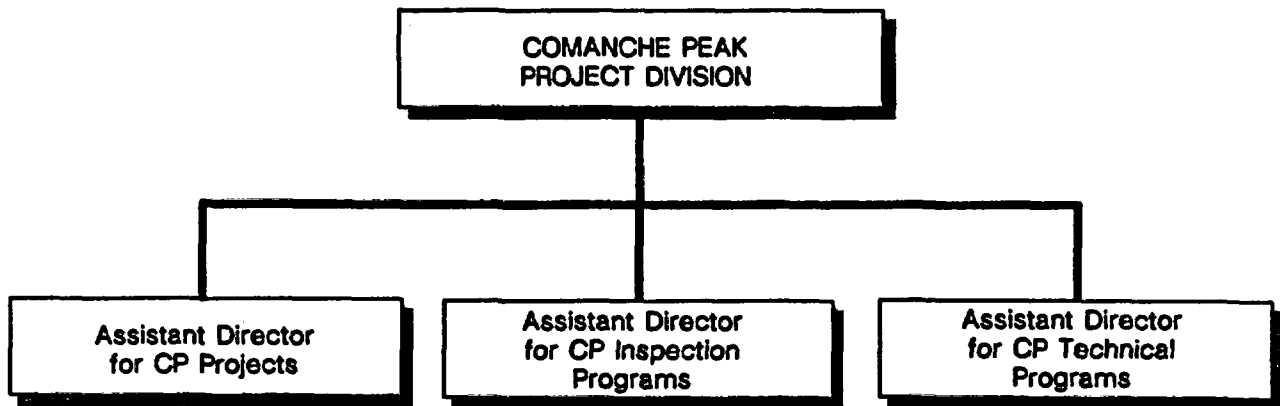 COMANCHE PEAK
PROJECT DIVISION
Assistant Director
for CP Projects
Assistant Director
for CP Inspection
Programs
Assistant Director
for CP Technical
Programs